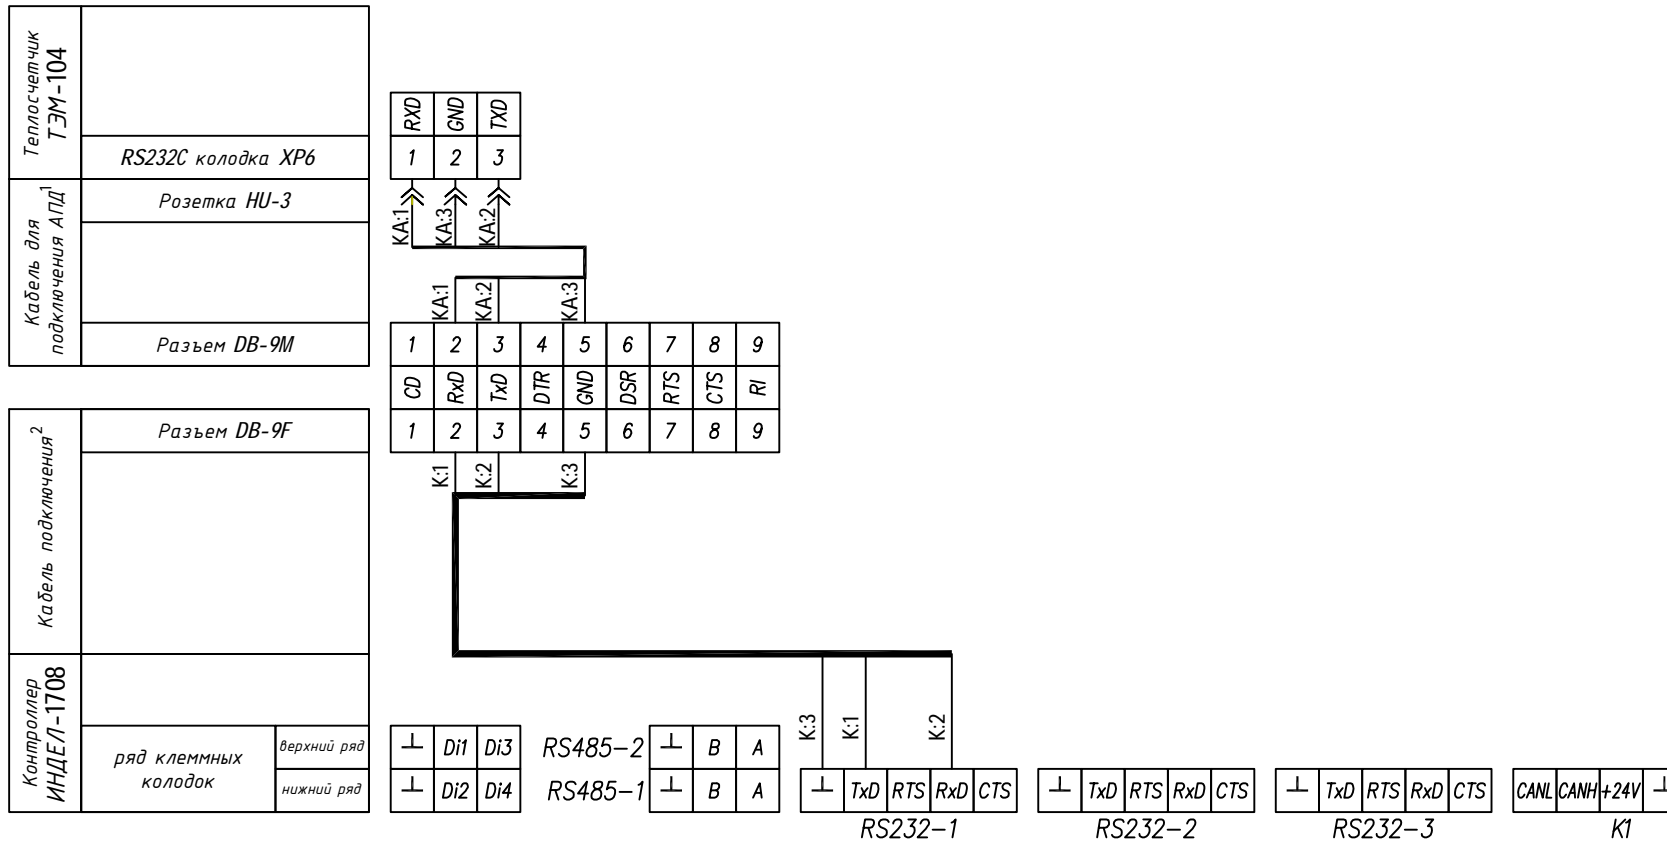 Теплосчетчик
ТЭМ-104
RXD GND TXD
RS232C колодка XP6
1 2 3
Кабель для
подключения АПД1
Розетка HU-3
KA:1 KA:3 KA:2
KA:1 KA:2 KA:3
Разъем DB-9M
1 2 3 4 5 6 7 8 9
CD RxD TxD DTR GND DSR RTS CTS RI
Кабель подключения2
Разъем DB-9F
1 2 3 4 5 6 7 8 9
K:1 K:2 K:3
Контроллер
ИНДЕЛ-1708
K:3 K:1 K:2
ряд клеммных
колодок
верхний ряд
нижний ряд
⊥ Di1 Di3
RS485-2 ⊥ B A
⊥ Di2 Di4
RS485-1 ⊥ B A
⊥ TxD RTS RxD CTS
⊥ TxD RTS RxD CTS
⊥ TxD RTS RxD CTS
CANL CANH +24V ⊥
RS232-1
RS232-2
RS232-3
K1